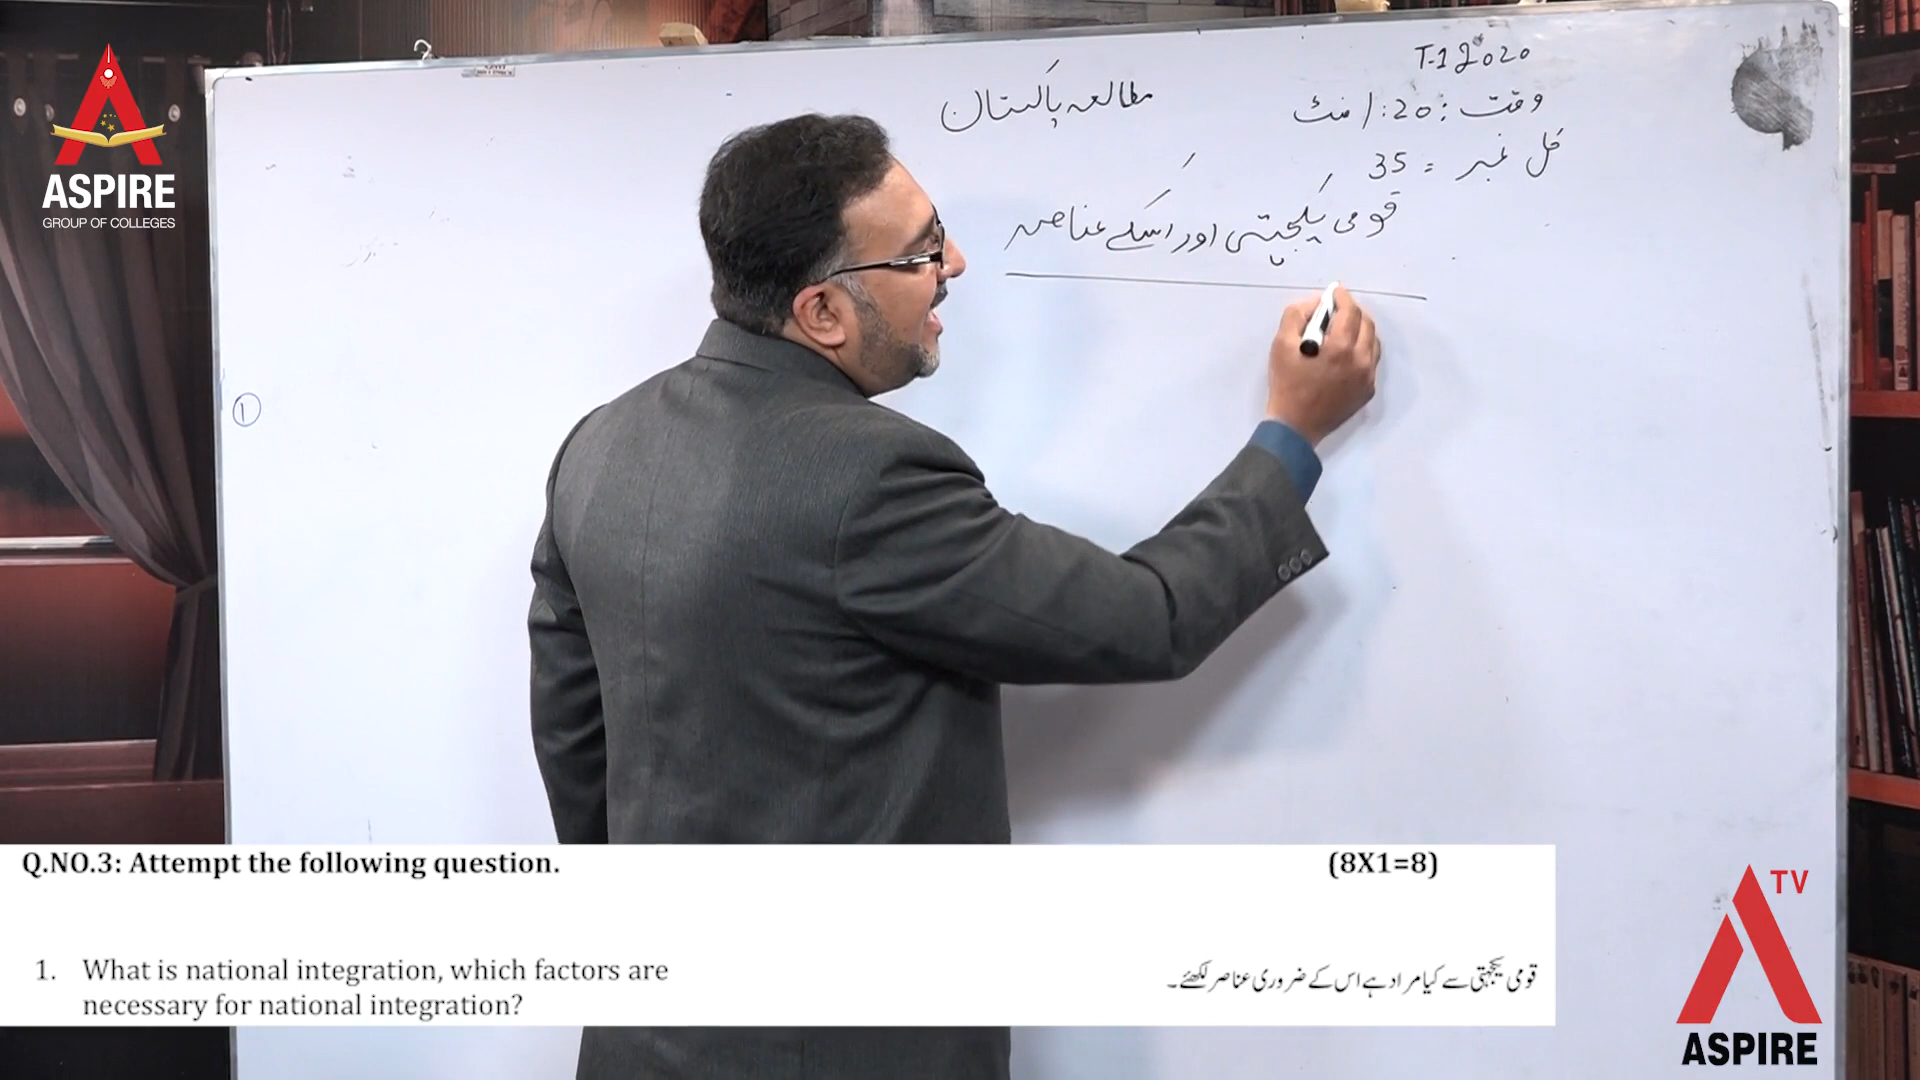 ASPIRE
GROUP OF COLLEGES
T-1 2020
مطالعہ پاکستان
وقت : 1:20 منٹ
کل نمبر = 35
قومی یکجہتی اور اسکے عناصر
1
Q.NO.3: Attempt the following question. (8X1=8)
1. What is national integration, which factors are
necessary for national integration?
قومی یکجہتی سے کیا مراد ہے اس کے ضروری عناصر لکھئے۔
TV
ASPIRE